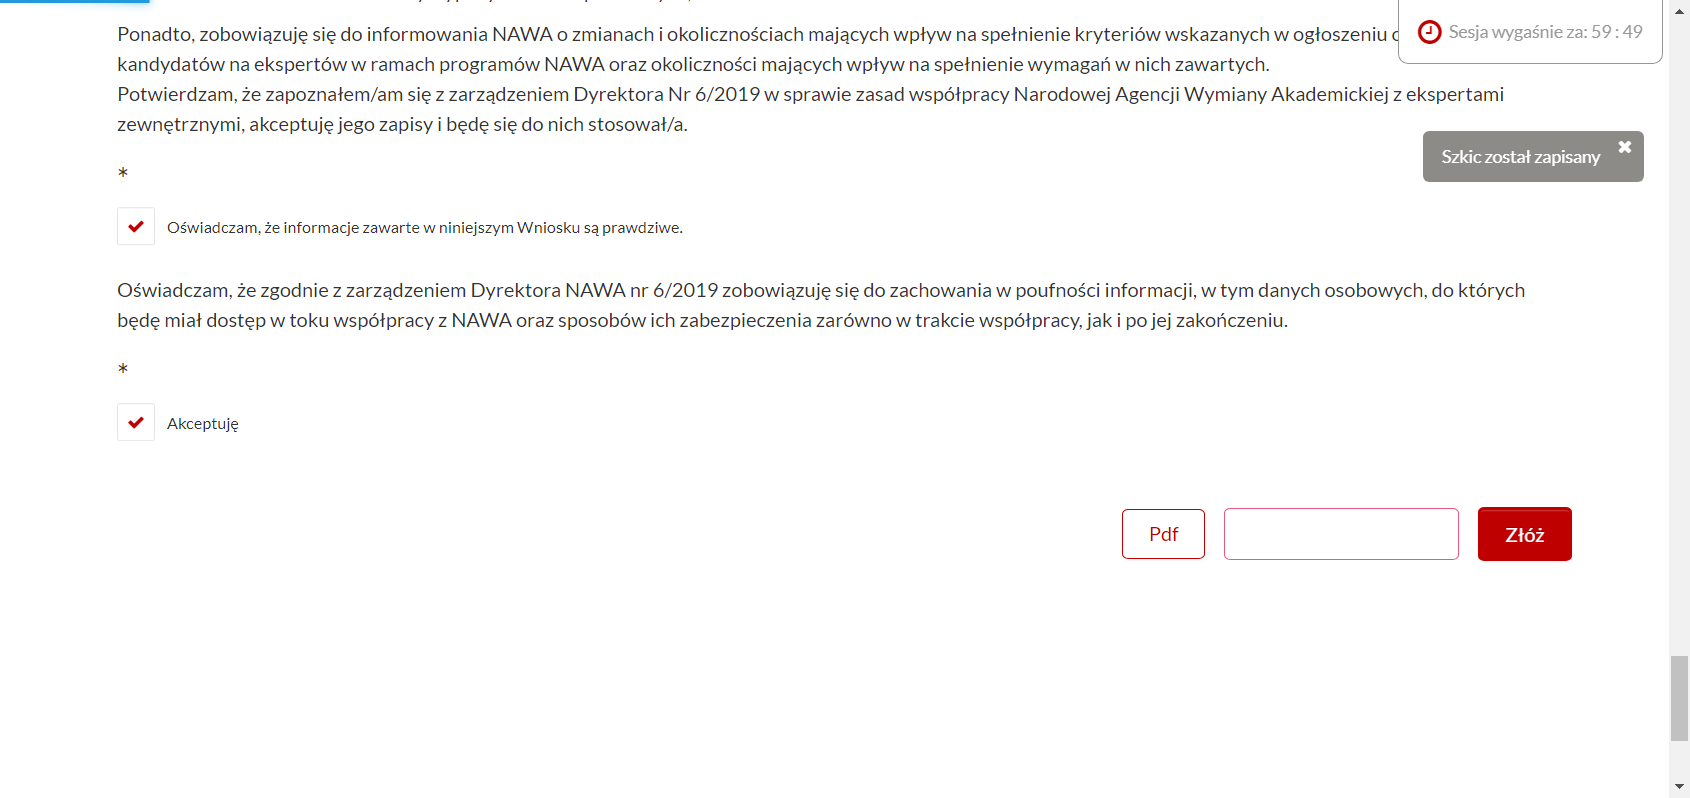 Ponadto, zobowiązuję się do informowania NAWA o zmianach i okolicznościach mających wpływ na spełnienie kryteriów wskazanych w ogłoszeniu
Sesja wygaśnie za: 59 : 49
kandydatów na ekspertów w ramach programów NAWA oraz okoliczności mających wpływ na spełnienie wymagań w nich zawartych.
Potwierdzam, że zapoznałem/am się z zarządzeniem Dyrektora Nr 6/2019 w sprawie zasad współpracy Narodowej Agencji Wymiany Akademickiej z ekspertami
zewnętrznymi, akceptuję jego zapisy i będę się do nich stosował/a.
Szkic został zapisany
*
Oświadczam, że informacje zawarte w niniejszym Wniosku są prawdziwe.
Oświadczam, że zgodnie z zarządzeniem Dyrektora NAWA nr 6/2019 zobowiązuję się do zachowania w poufności informacji, w tym danych osobowych, do których
będę miał dostęp w toku współpracy z NAWA oraz sposobów ich zabezpieczenia zarówno w trakcie współpracy, jak i po jej zakończeniu.
*
Akceptuję
Pdf
Złóż